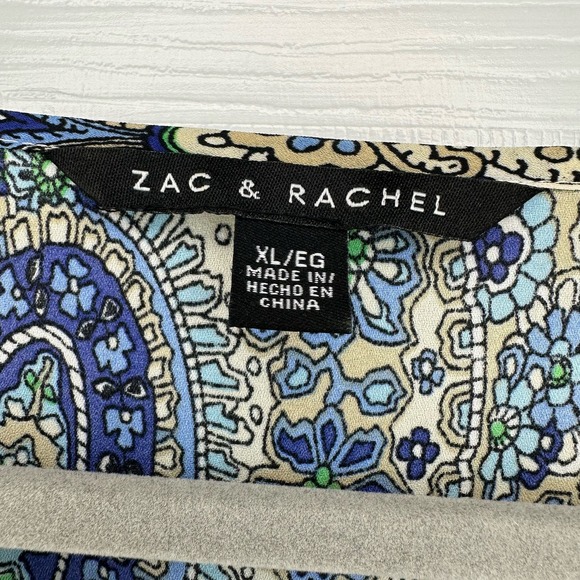 ZAC & RACHEL
XL/EG
MADE IN/
HECHO EN
CHINA